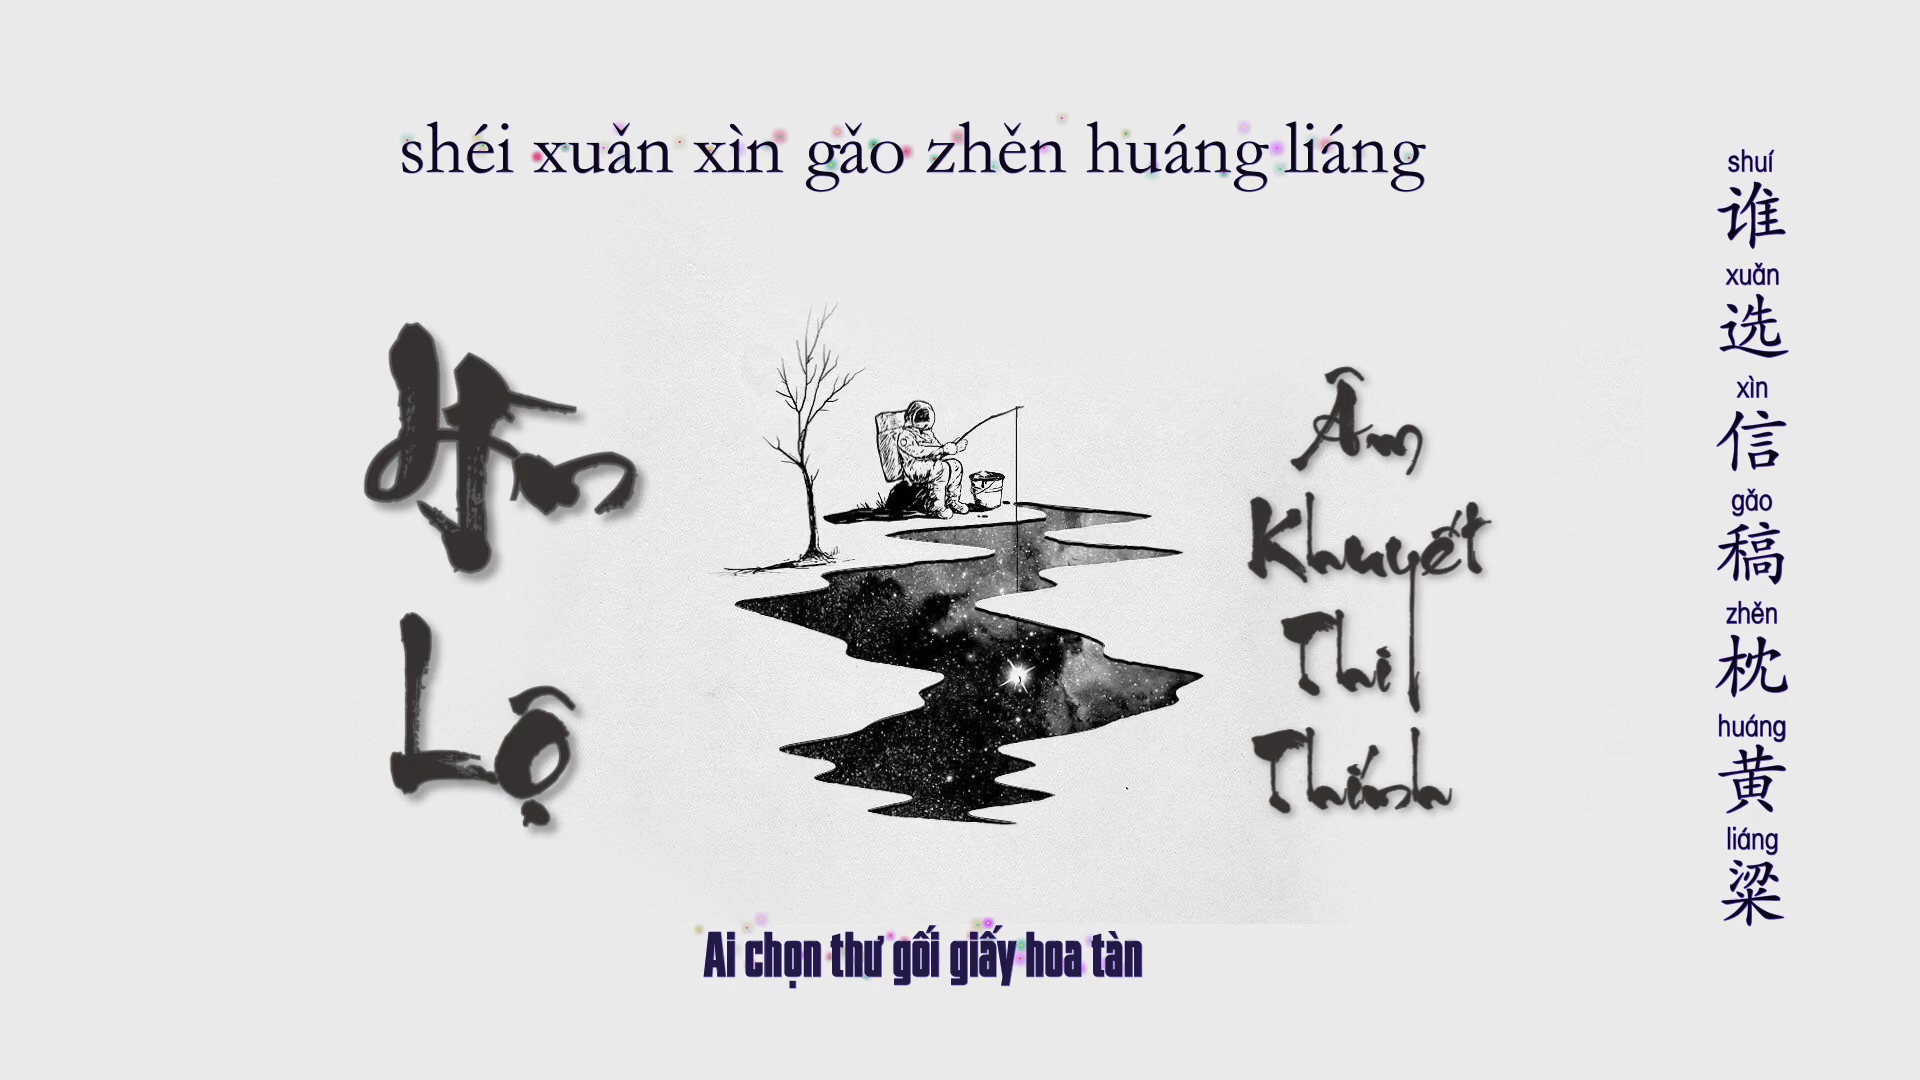 shéi xuǎn xìn gǎo zhěn huáng liáng
Lộ
Âm
Khuyết
Thi
Thính
shuí
谁
xuǎn
选
xìn
信
gǎo
稿
zhěn
枕
huáng
黄
liáng
粱
Ai chọn thư gối giấy hoa tàn